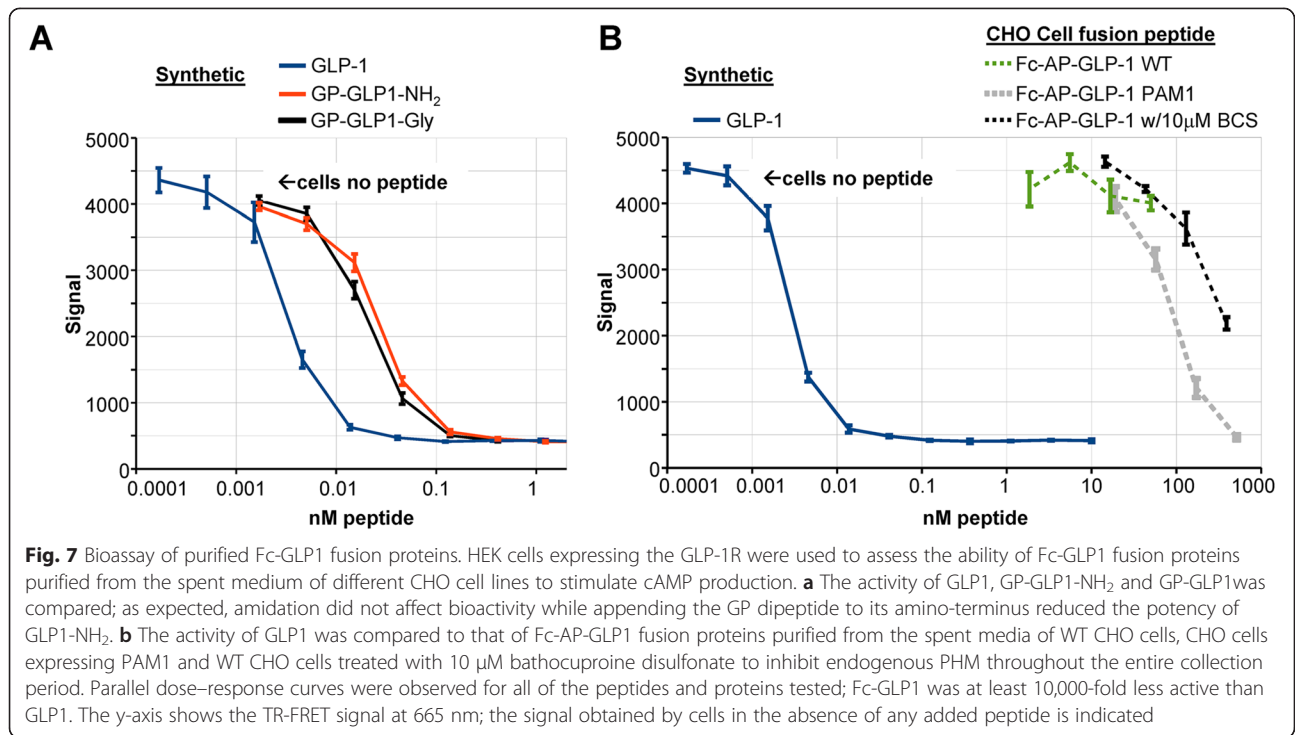 A
Synthetic
GLP-1
GP-GLP1-NH₂
GP-GLP1-Gly
5000
4000
3000
2000
1000
0
Signal
←cells no peptide
0.0001
0.001
0.01
0.1
1
nM peptide
B
Synthetic
GLP-1
CHO Cell fusion peptide
Fc-AP-GLP-1 WT
Fc-AP-GLP-1 PAM1
Fc-AP-GLP-1 w/10µM BCS
5000
4000
3000
2000
1000
0
Signal
←cells no peptide
0.0001
0.001
0.01
0.1
1
10
100
1000
nM peptide
Fig. 7 Bioassay of purified Fc-GLP1 fusion proteins. HEK cells expressing the GLP-1R were used to assess the ability of Fc-GLP1 fusion proteins
purified from the spent medium of different CHO cell lines to stimulate cAMP production. a The activity of GLP1, GP-GLP1-NH₂ and GP-GLP1was
compared; as expected, amidation did not affect bioactivity while appending the GP dipeptide to its amino-terminus reduced the potency of
GLP1-NH₂. b The activity of GLP1 was compared to that of Fc-AP-GLP1 fusion proteins purified from the spent media of WT CHO cells, CHO cells
expressing PAM1 and WT CHO cells treated with 10 μM bathocuproine disulfonate to inhibit endogenous PHM throughout the entire collection
period. Parallel dose–response curves were observed for all of the peptides and proteins tested; Fc-GLP1 was at least 10,000-fold less active than
GLP1. The y-axis shows the TR-FRET signal at 665 nm; the signal obtained by cells in the absence of any added peptide is indicated